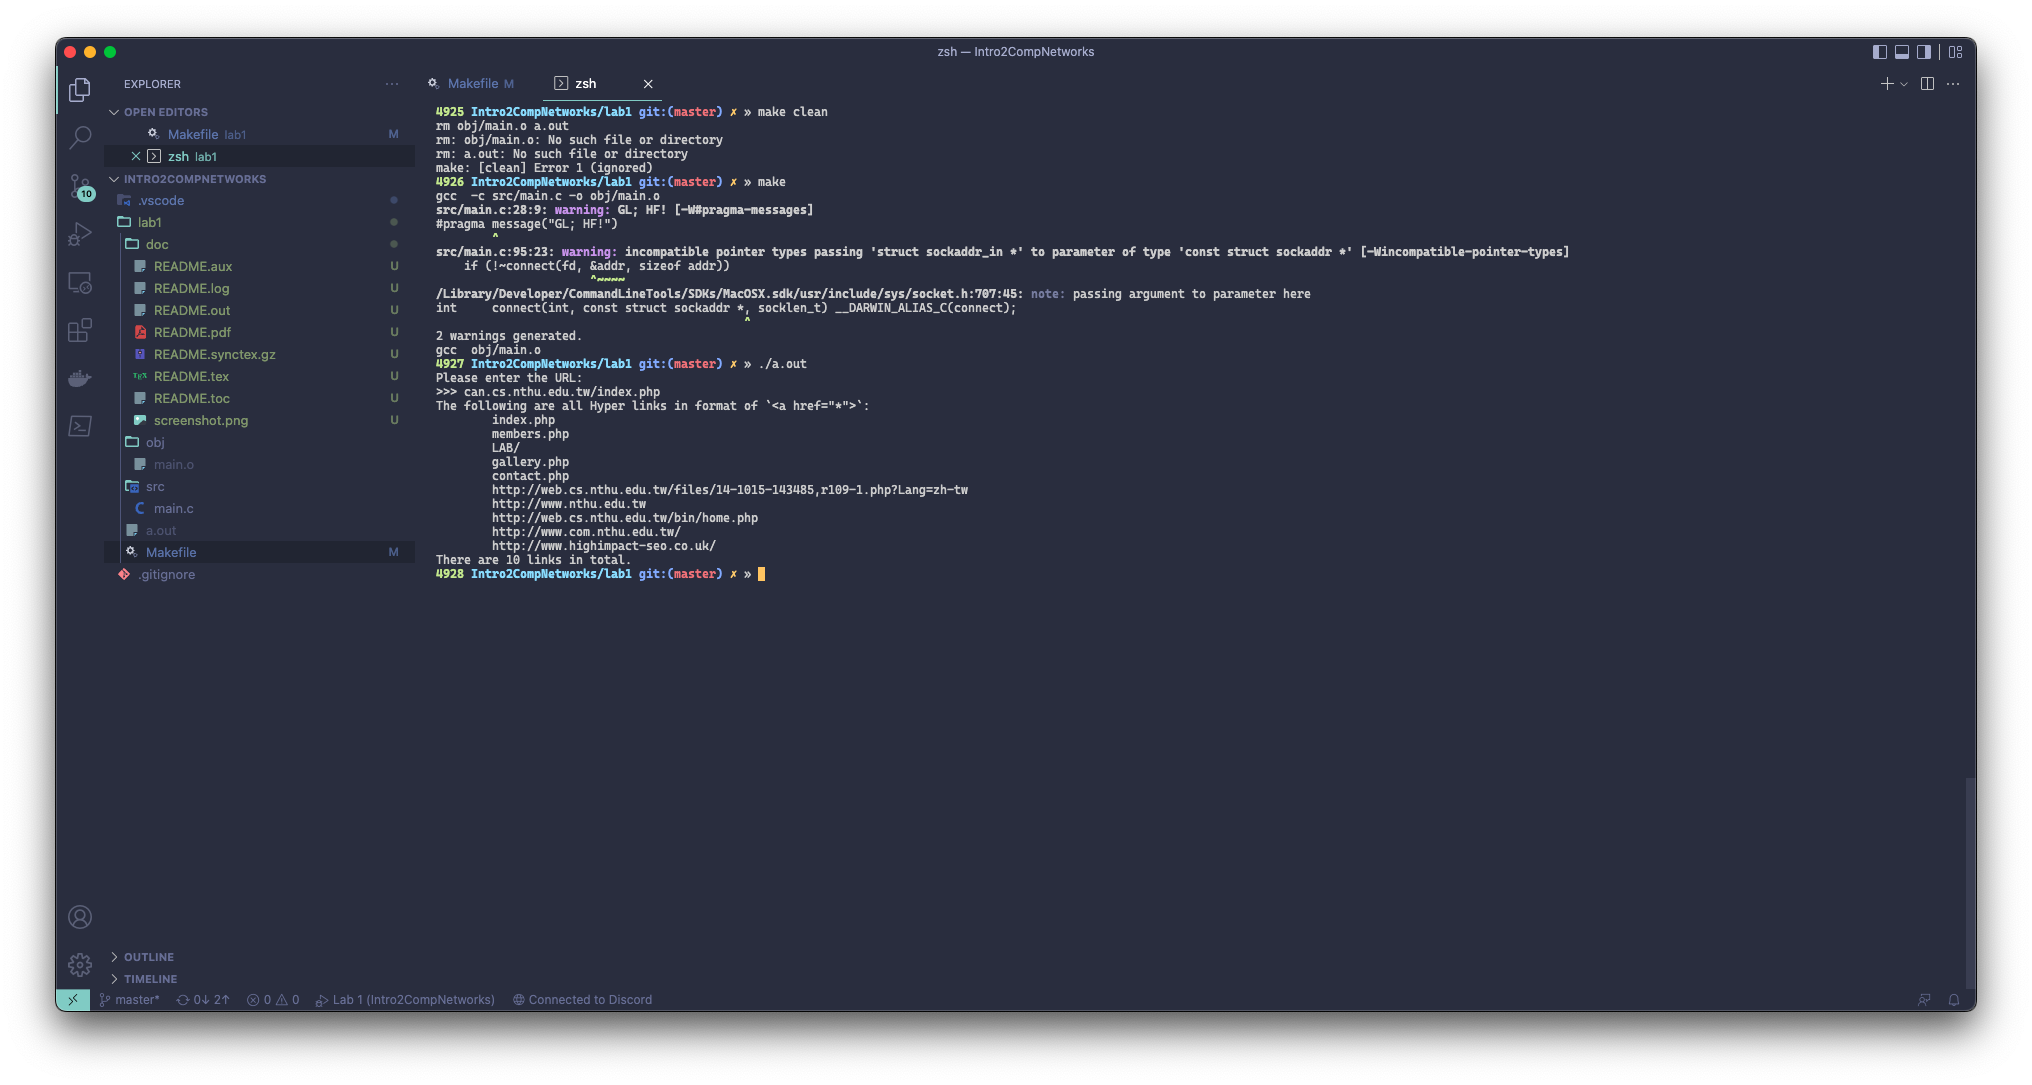 zsh — Intro2CompNetworks
EXPLORER
OPEN EDITORS
Makefile lab1 M
zsh lab1
INTRO2COMPNETWORKS
.vscode
lab1
doc
README.aux U
README.log U
README.out U
README.pdf U
README.synctex.gz U
README.tex U
README.toc U
screenshot.png U
obj
main.o
src
main.c
a.out
Makefile M
.gitignore
OUTLINE
TIMELINE
10
Makefile M
zsh
4925 Intro2CompNetworks/lab1 git:(master) ✗ » make clean
rm obj/main.o a.out
rm: obj/main.o: No such file or directory
rm: a.out: No such file or directory
make: [clean] Error 1 (ignored)
4926 Intro2CompNetworks/lab1 git:(master) ✗ » make
gcc  -c src/main.c -o obj/main.o
src/main.c:28:9: warning: GL; HF! [-W#pragma-messages]
#pragma message("GL; HF!")
        ^
src/main.c:95:23: warning: incompatible pointer types passing 'struct sockaddr_in *' to parameter of type 'const struct sockaddr *' [-Wincompatible-pointer-types]
    if (!~connect(fd, &addr, sizeof addr))
                      ^~~~~
/Library/Developer/CommandLineTools/SDKs/MacOSX.sdk/usr/include/sys/socket.h:707:45: note: passing argument to parameter here
int     connect(int, const struct sockaddr *, socklen_t) __DARWIN_ALIAS_C(connect);
                                            ^
2 warnings generated.
gcc  obj/main.o
4927 Intro2CompNetworks/lab1 git:(master) ✗ » ./a.out
Please enter the URL:
>>> can.cs.nthu.edu.tw/index.php
The following are all Hyper links in format of `<a href="*">`:
        index.php
        members.php
        LAB/
        gallery.php
        contact.php
        http://web.cs.nthu.edu.tw/files/14-1015-143485,r109-1.php?Lang=zh-tw
        http://www.nthu.edu.tw
        http://web.cs.nthu.edu.tw/bin/home.php
        http://www.com.nthu.edu.tw/
        http://www.highimpact-seo.co.uk/
There are 10 links in total.
4928 Intro2CompNetworks/lab1 git:(master) ✗ »
master* 0↓ 2↑ 0 0 Lab 1 (Intro2CompNetworks) Connected to Discord